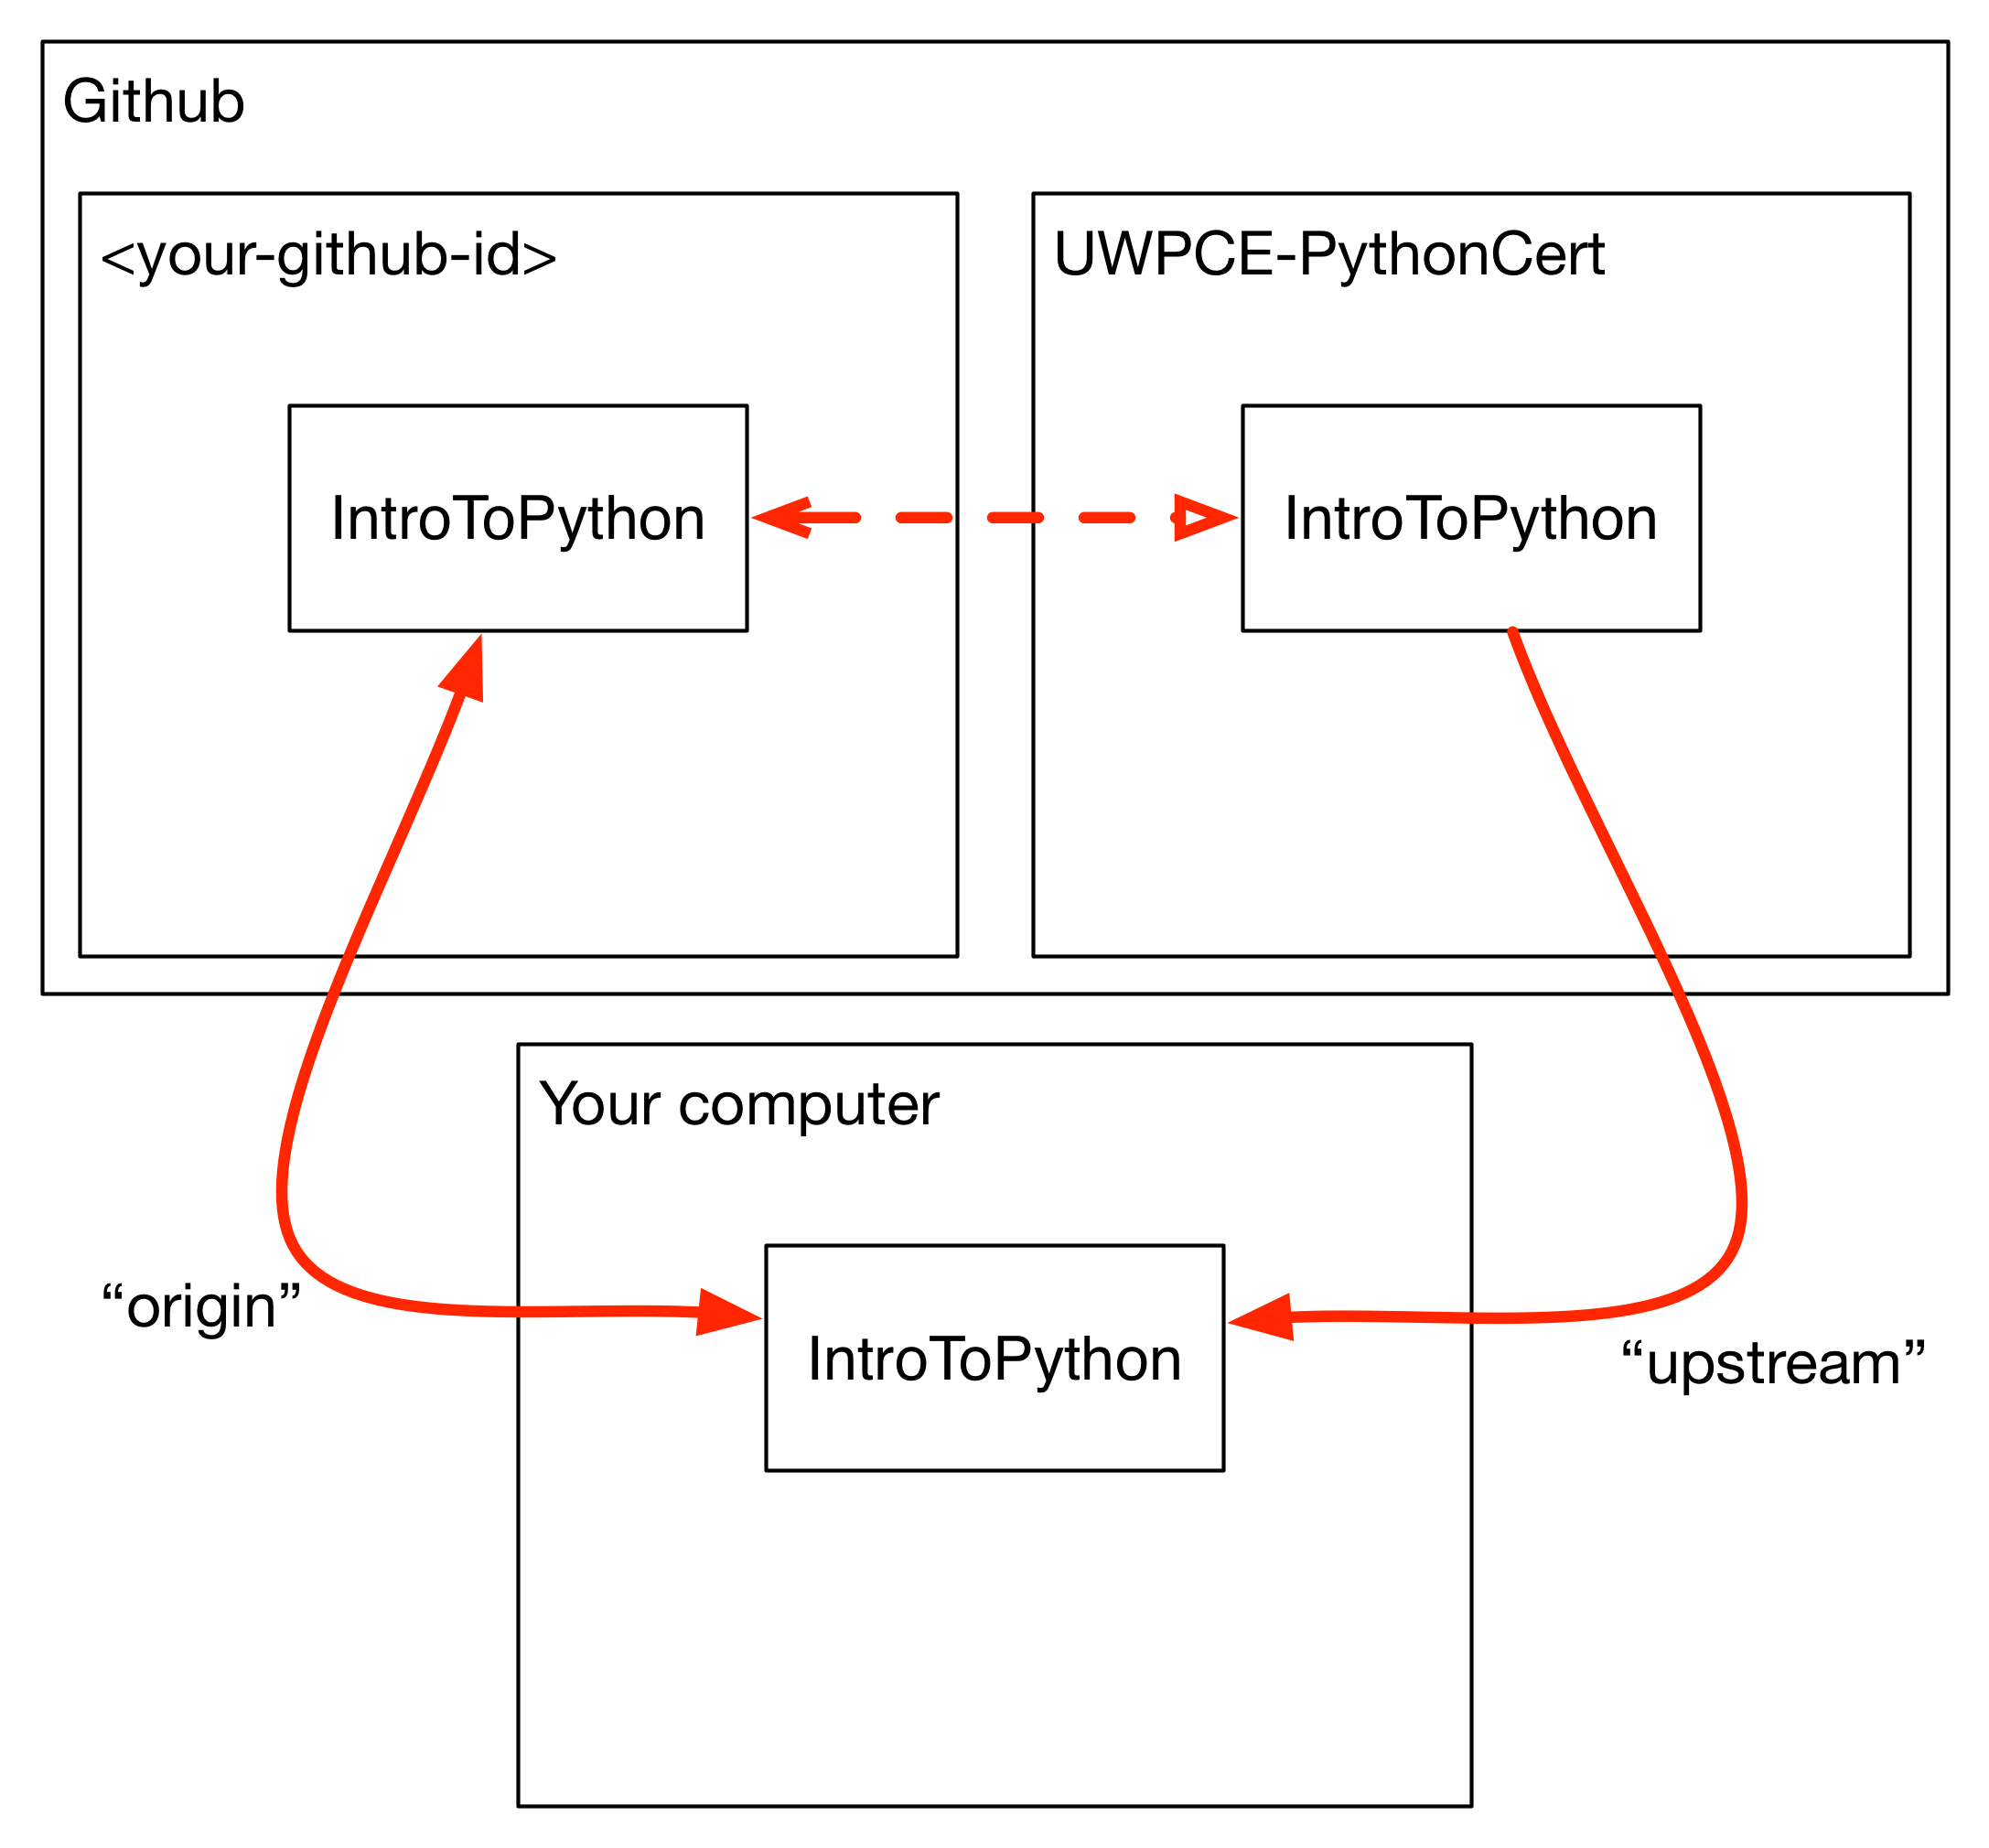 Github
<your-github-id>
UWPCE-PythonCert
IntroToPython
IntroToPython
Your computer
“origin”
IntroToPython
“upstream”